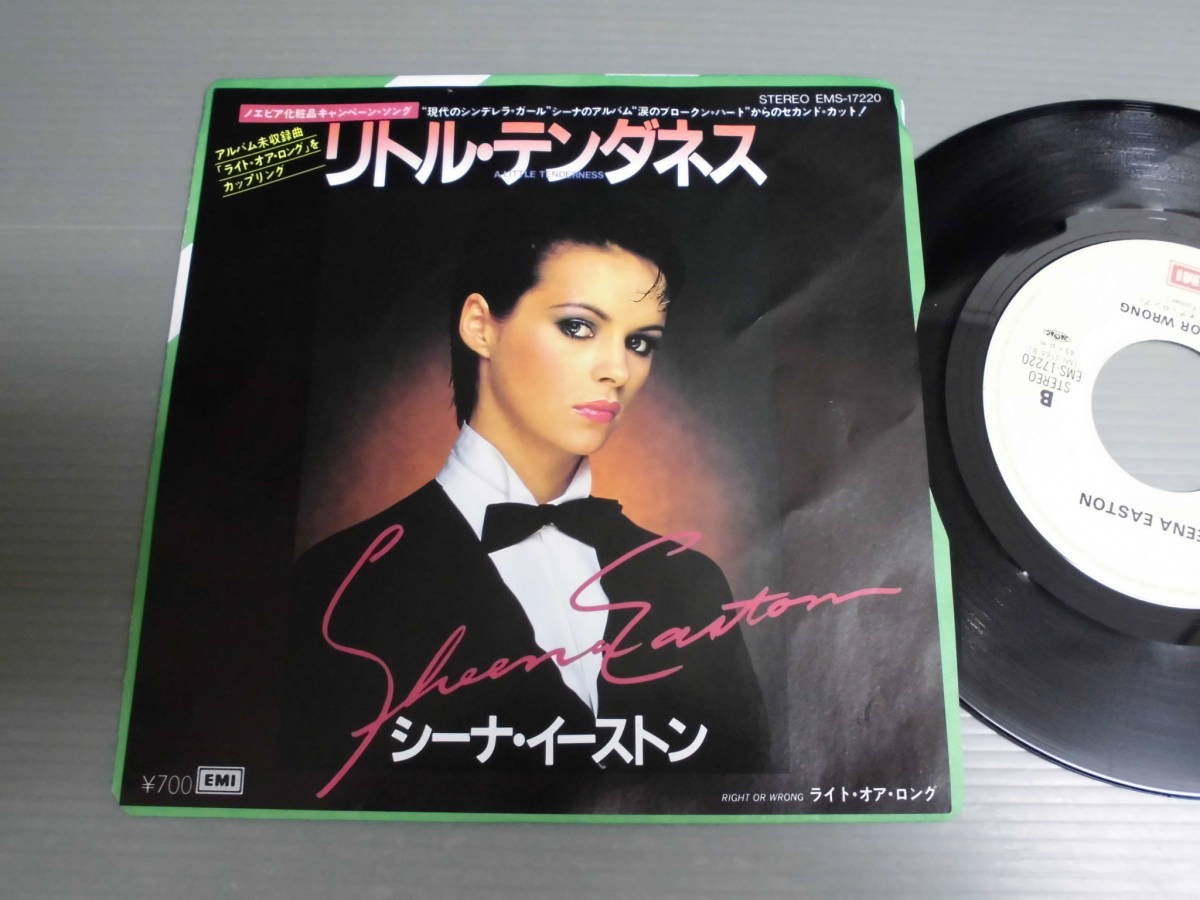 STEREO EMS-17220
ノエビア化粧品キャンペーン・ソング
"現代のシンデレラ・ガール"シーナのアルバム"涙のブロークン・ハート"からのセカンド・カット!
アルバム未収録曲
「ライト・オア・ロング」を
カップリング
リトル・テンダネス
A LITTLE TENDERNESS
Sheena Easton
シーナ・イーストン
¥700 EMI
RIGHT OR WRONG ライト・オア・ロング
EMI
OR WRONG
B
STEREO
EMS-17220
EENA EASTON